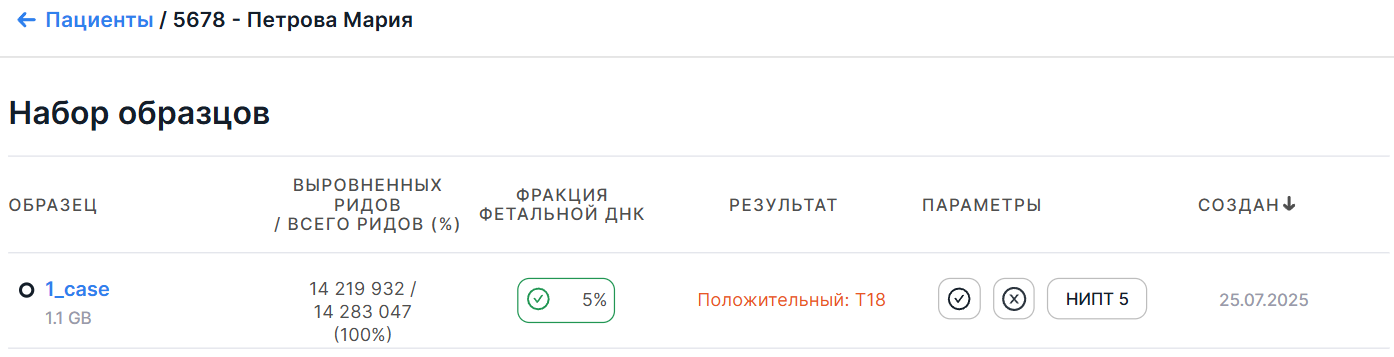 ← Пациенты / 5678 - Петрова Мария
Набор образцов
ОБРАЗЕЦ
ВЫРОВНЕННЫХ
РИДОВ
/ ВСЕГО РИДОВ (%)
ФРАКЦИЯ
ФЕТАЛЬНОЙ ДНК
РЕЗУЛЬТАТ
ПАРАМЕТРЫ
СОЗДАН↓
1_case
1.1 GB
14 219 932 /
14 283 047
(100%)
5%
Положительный: T18
НИПТ 5
25.07.2025